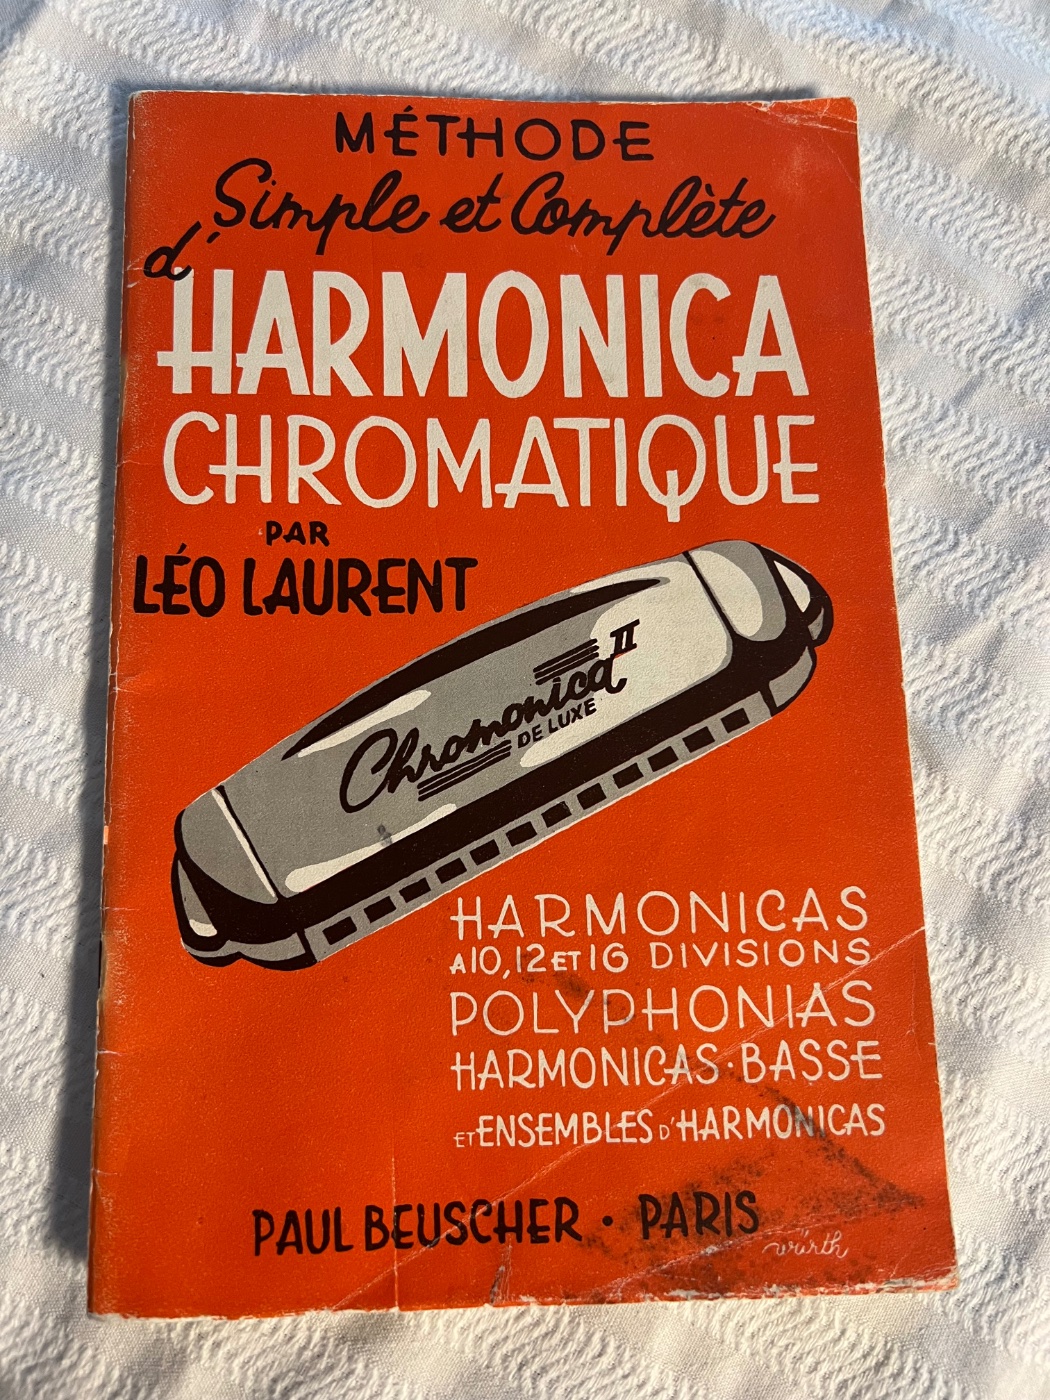 MÉTHODE
Simple et Complète
d'HARMONICA
CHROMATIQUE
PAR
LÉO LAURENT
Chromonica II
DE LUXE
HARMONICAS
A 10, 12 ET 16 DIVISIONS
POLYPHONIAS
HARMONICAS·BASSE
ET ENSEMBLES D'HARMONICAS
PAUL BEUSCHER · PARIS
würth